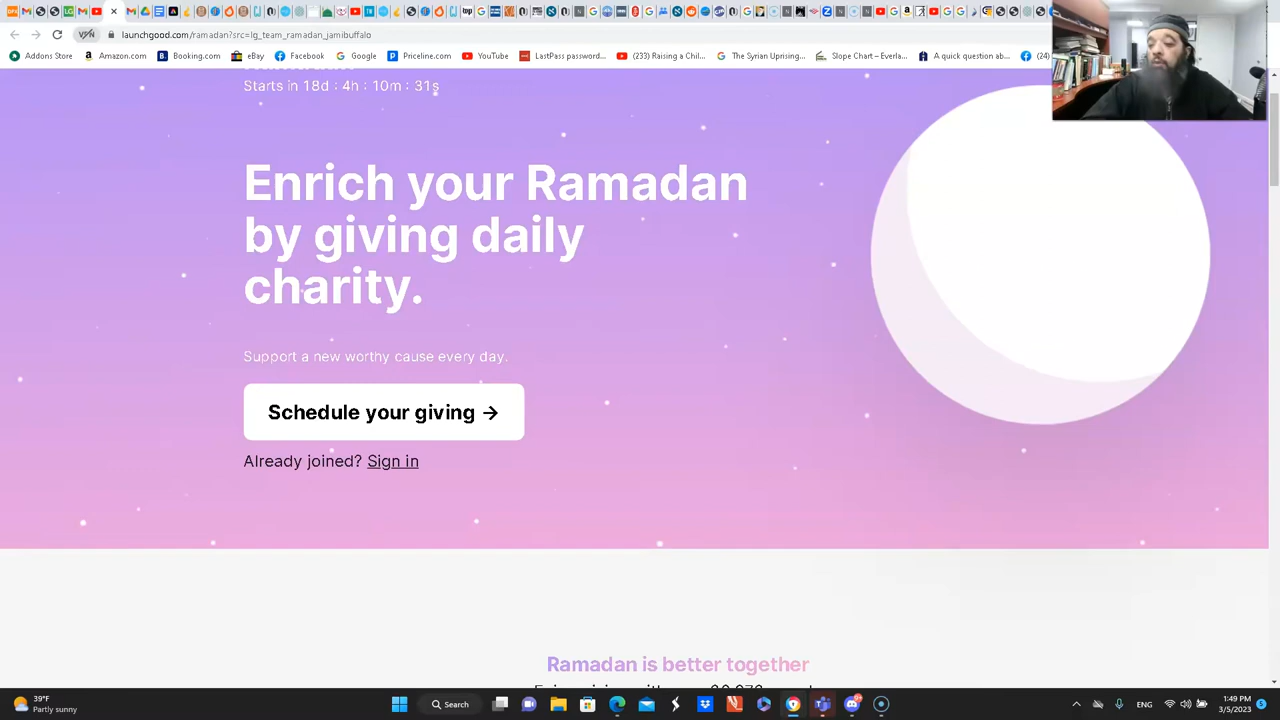 launchgood.com/ramadan?src=lg_team_ramadan_jamibuffalo
Addons Store
Amazon.com
Booking.com
eBay
Facebook
Google
Priceline.com
YouTube
LastPass password...
(233) Raising a Chil...
The Syrian Uprising...
Slope Chart – Everla...
A quick question ab...
(24)
Starts in 18d : 4h : 10m : 31s
Enrich your Ramadan
by giving daily
charity.
Support a new worthy cause every day.
Schedule your giving →
Already joined? Sign in
Ramadan is better together
39°F
Partly sunny
Search
ENG
1:49 PM
3/5/2023